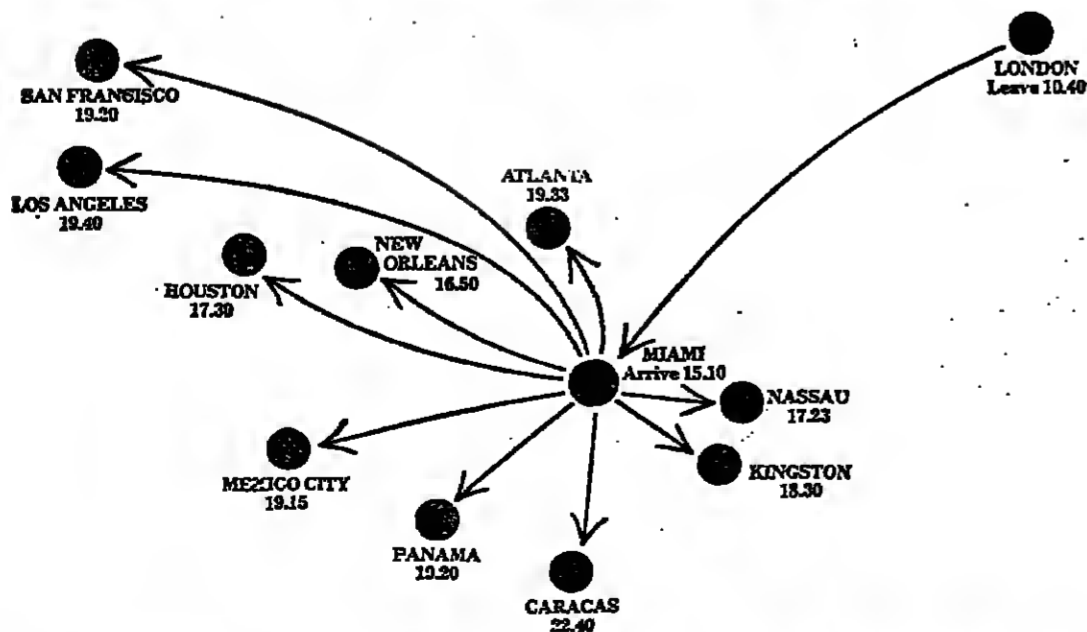 SAN FRANCISCO
19.20
LONDON
Leave 10.40
LOS ANGELES
19.40
ATLANTA
19.33
NEW
ORLEANS
16.50
HOUSTON
17.30
MIAMI
Arrive 15.10
NASSAU
17.23
KINGSTON
18.30
MEXICO CITY
19.15
PANAMA
19.20
CARACAS
22.40